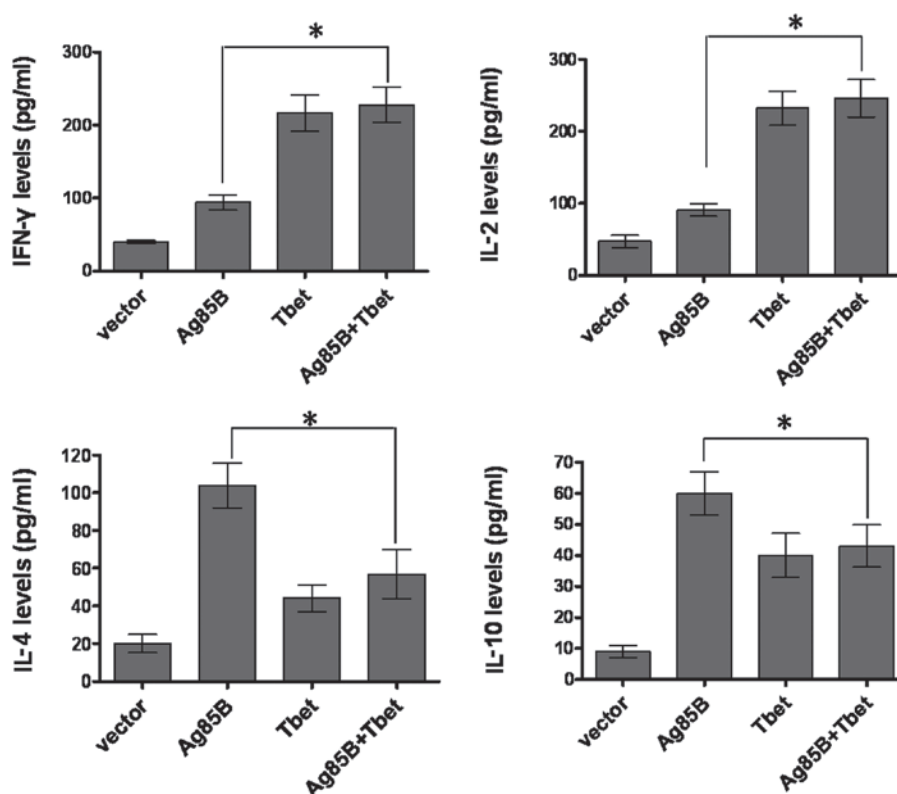 *
IFN-γ levels (pg/ml)
300
200
100
0
vector
Ag85B
Tbet
Ag85B+Tbet
*
IL-2 levels (pg/ml)
300
200
100
0
vector
Ag85B
Tbet
Ag85B+Tbet
*
IL-4 levels (pg/ml)
120
100
80
60
40
20
0
vector
Ag85B
Tbet
Ag85B+Tbet
*
IL-10 levels (pg/ml)
70
60
50
40
30
20
10
0
vector
Ag85B
Tbet
Ag85B+Tbet